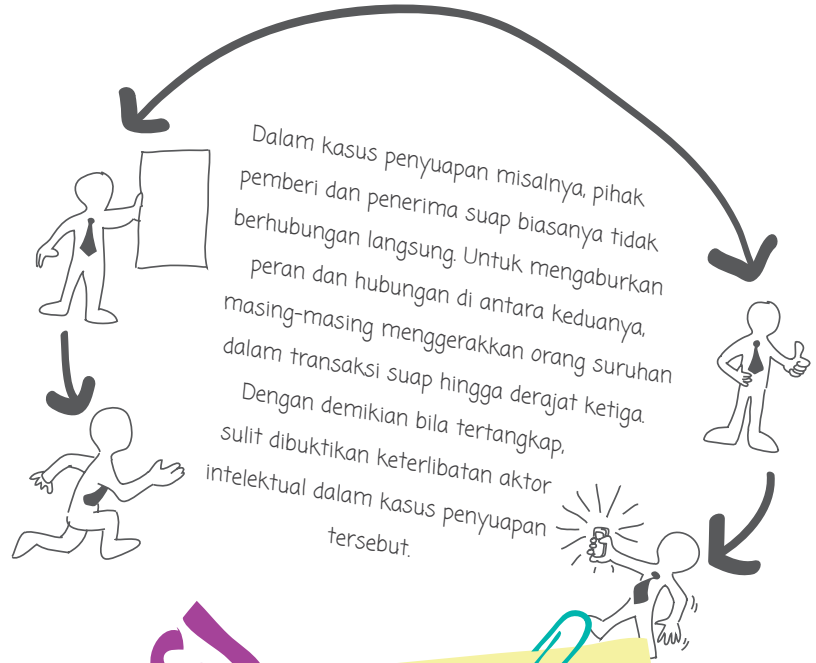 Dalam kasus penyuapan misalnya, pihak
pemberi dan penerima suap biasanya tidak
berhubungan langsung. Untuk mengaburkan
peran dan hubungan di antara keduanya,
masing-masing menggerakkan orang suruhan
dalam transaksi suap hingga derajat ketiga.
Dengan demikian bila tertangkap,
sulit dibuktikan keterlibatan aktor
intelektual dalam kasus penyuapan
tersebut.